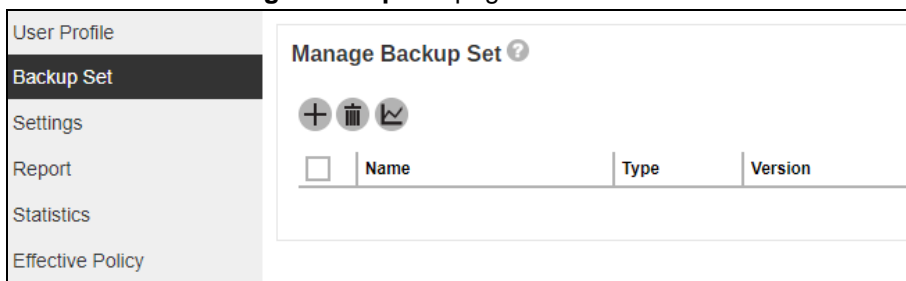 User Profile
Backup Set
Settings
Report
Statistics
Effective Policy
Manage Backup Set
Name Type Version